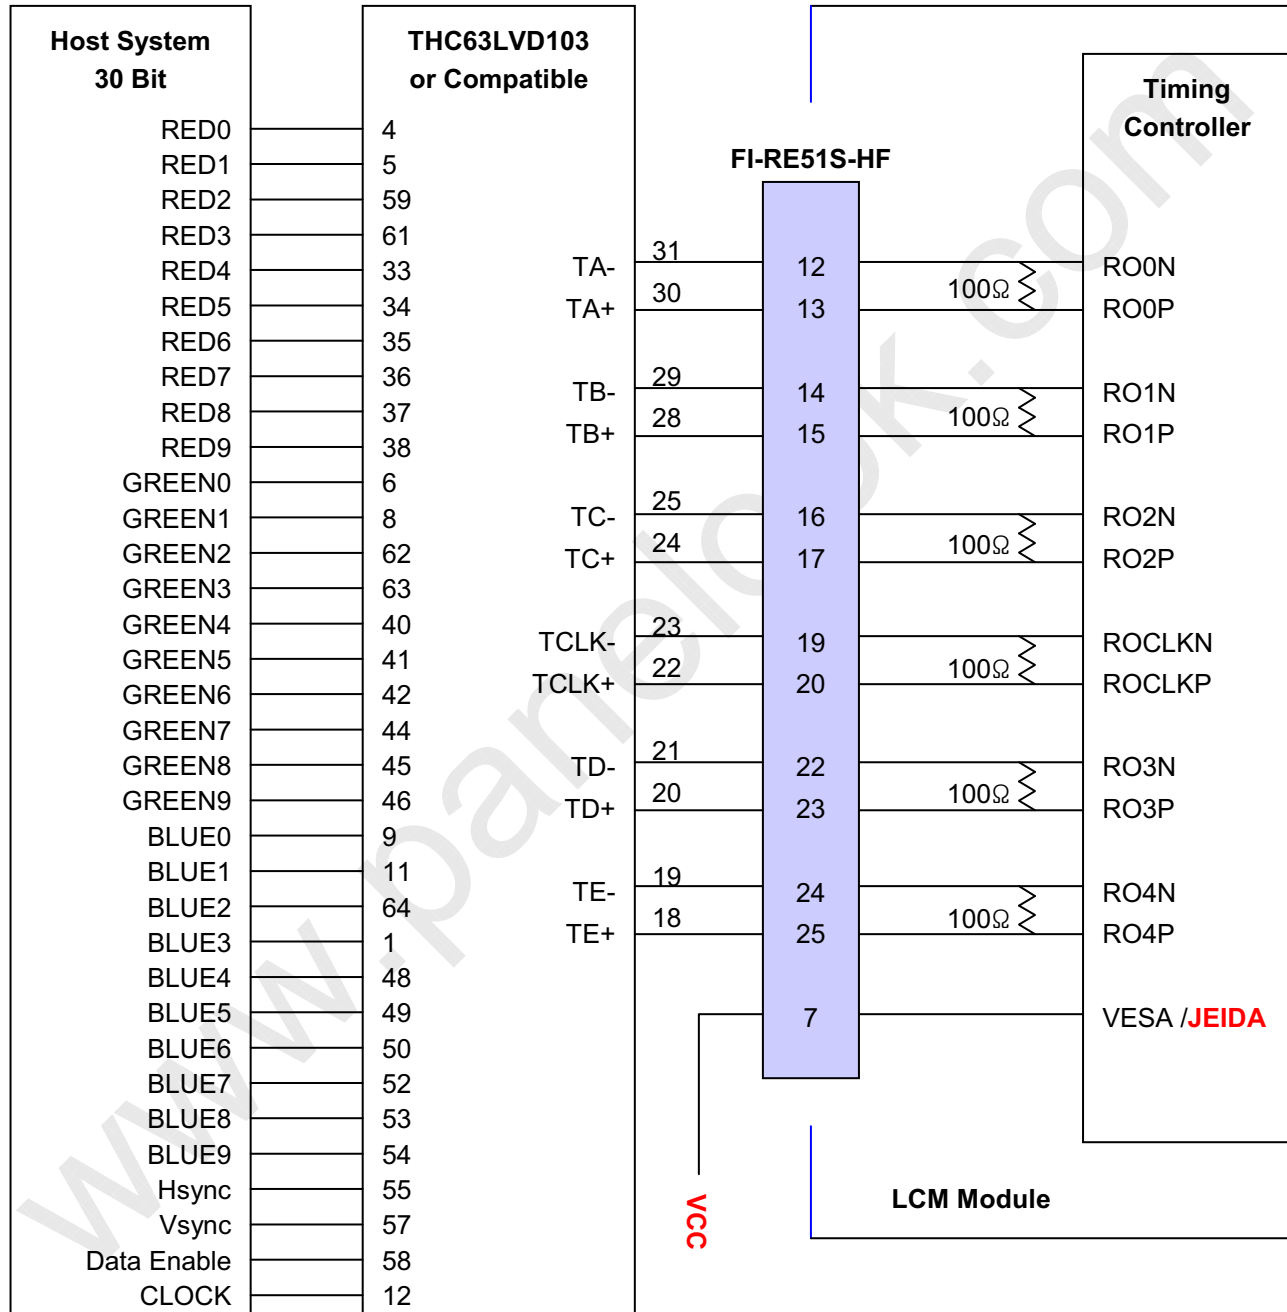 Host System
30 Bit
RED0
RED1
RED2
RED3
RED4
RED5
RED6
RED7
RED8
RED9
GREEN0
GREEN1
GREEN2
GREEN3
GREEN4
GREEN5
GREEN6
GREEN7
GREEN8
GREEN9
BLUE0
BLUE1
BLUE2
BLUE3
BLUE4
BLUE5
BLUE6
BLUE7
BLUE8
BLUE9
Hsync
Vsync
Data Enable
CLOCK
THC63LVD103
or Compatible
4
5
59
61
33
34
35
36
37
38
6
8
62
63
40
41
42
44
45
46
9
11
64
1
48
49
50
52
53
54
55
57
58
12
TA-
TA+
TB-
TB+
TC-
TC+
TCLK-
TCLK+
TD-
TD+
TE-
TE+
31
30
29
28
25
24
23
22
21
20
19
18
VCC
FI-RE51S-HF
12
13
14
15
16
17
19
20
22
23
24
25
7
100Ω
100Ω
100Ω
100Ω
100Ω
100Ω
Timing
Controller
RO0N
RO0P
RO1N
RO1P
RO2N
RO2P
ROCLKN
ROCLKP
RO3N
RO3P
RO4N
RO4P
VESA /JEIDA
LCM Module
www.panelook.com